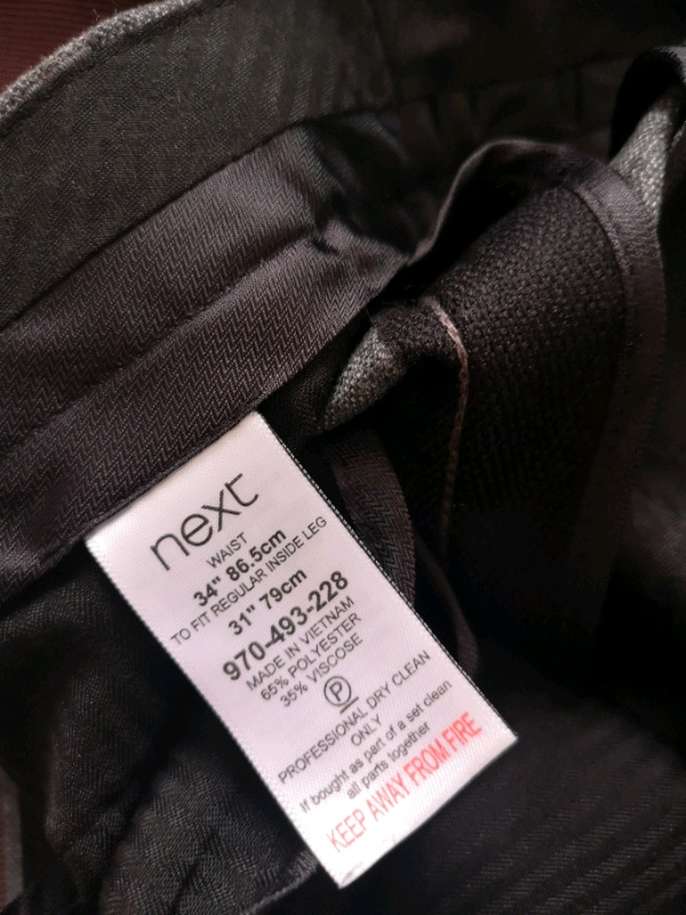 next
WAIST
34" 86.5cm
TO FIT REGULAR INSIDE LEG
31" 79cm
970-493-228
MADE IN VIETNAM
65% POLYESTER
35% VISCOSE
P
PROFESSIONAL DRY CLEAN
ONLY
If bought as part of a set clean
all parts together
KEEP AWAY FROM FIRE